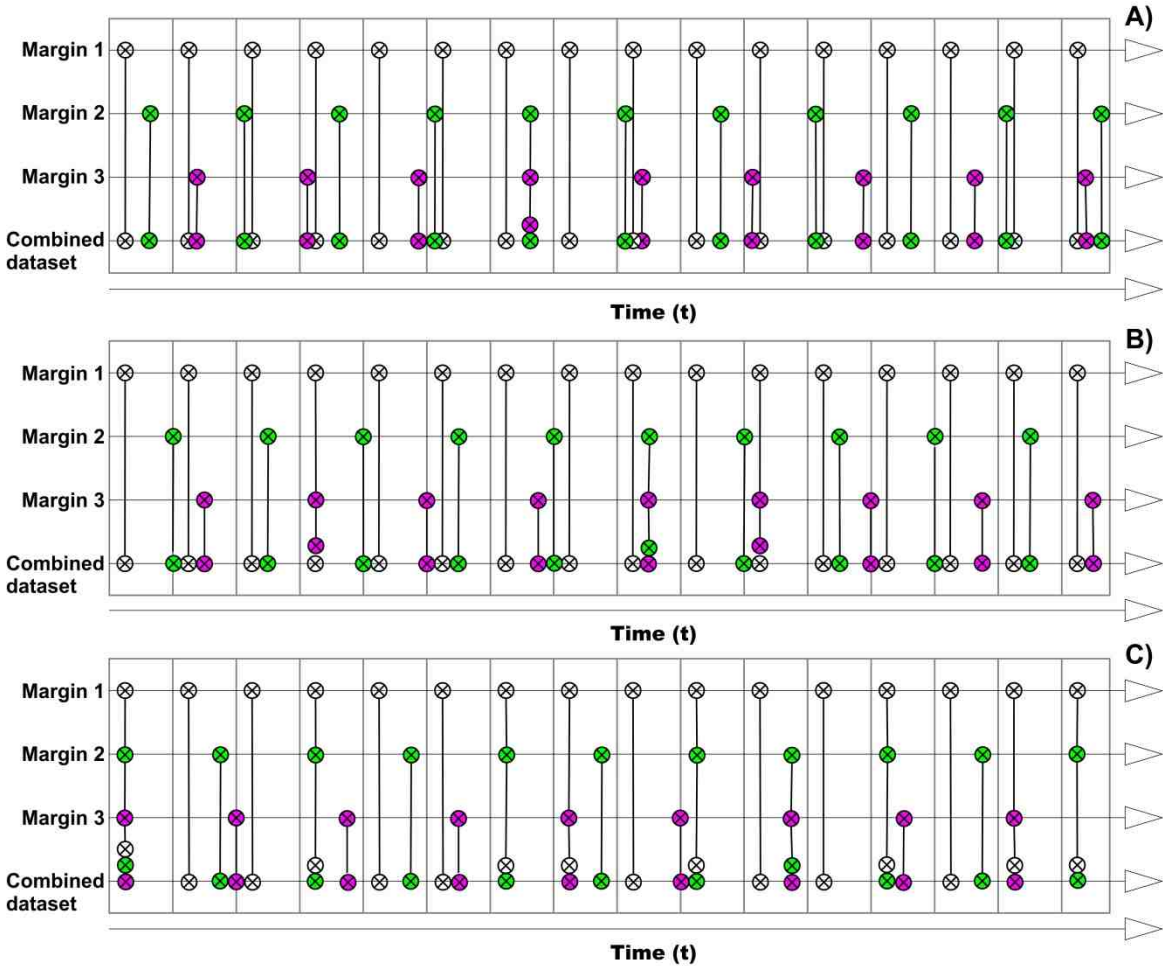 A)
Margin 1
Margin 2
Margin 3
Combined
dataset
Time (t)
B)
Margin 1
Margin 2
Margin 3
Combined
dataset
Time (t)
C)
Margin 1
Margin 2
Margin 3
Combined
dataset
Time (t)